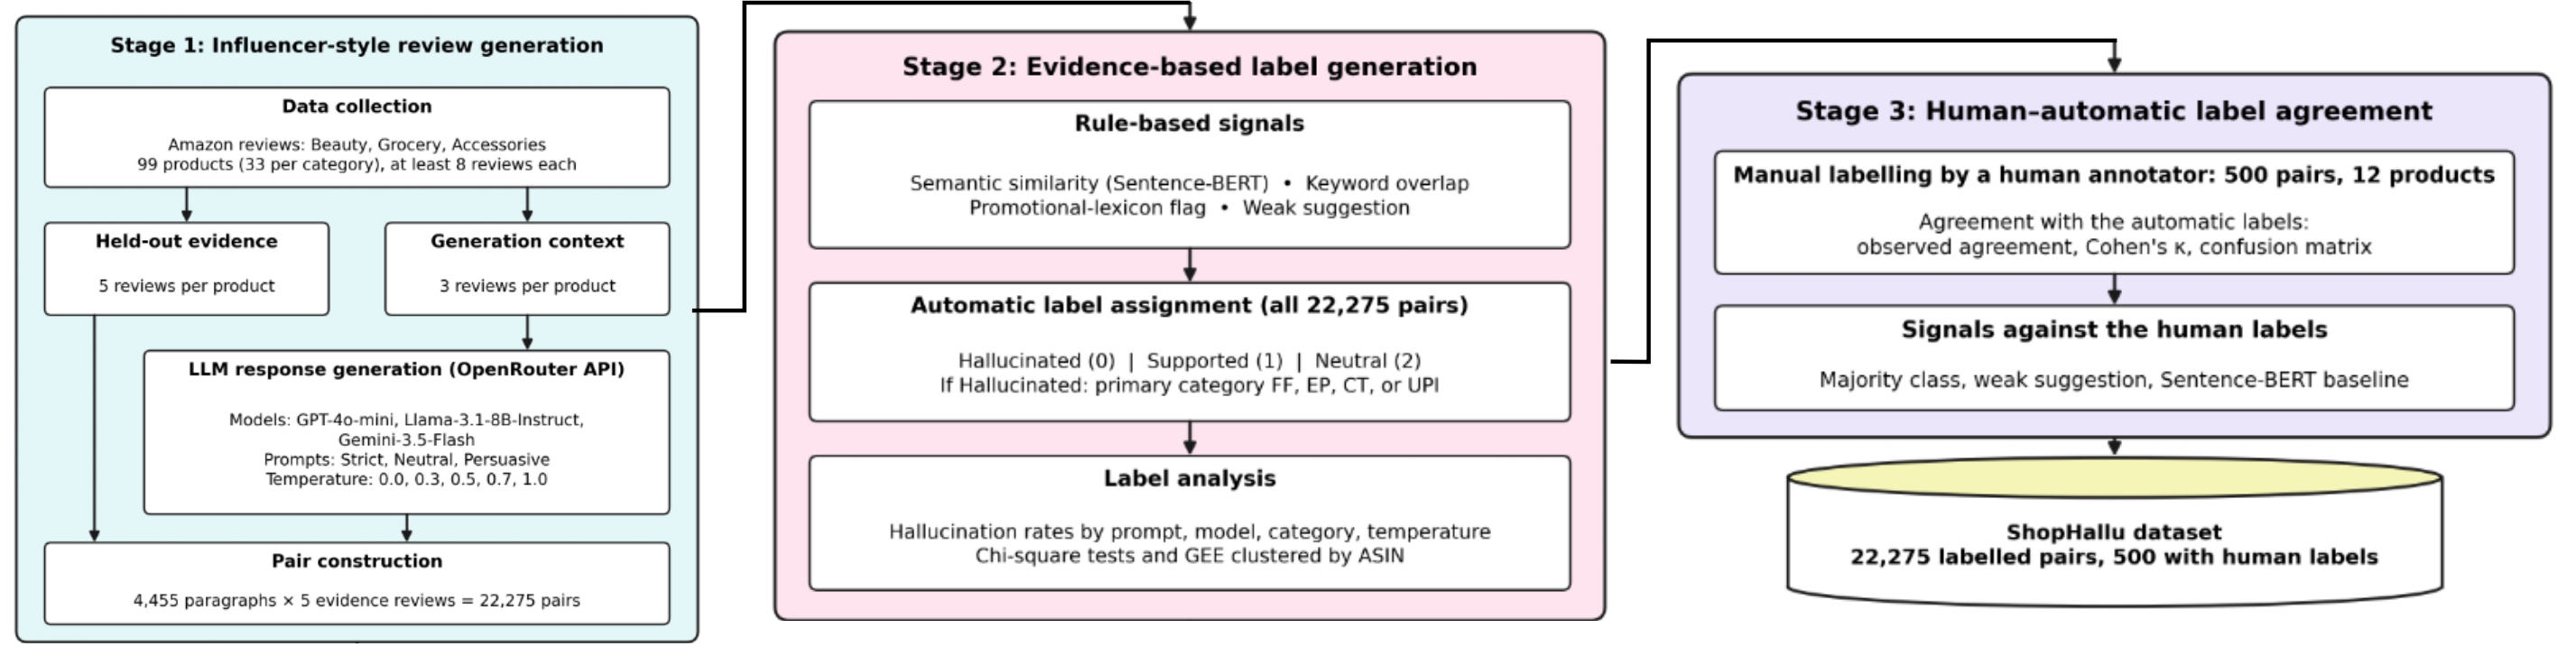 Stage 1: Influencer-style review generation
Data collection
Amazon reviews: Beauty, Grocery, Accessories
99 products (33 per category), at least 8 reviews each
Held-out evidence
5 reviews per product
Generation context
3 reviews per product
LLM response generation (OpenRouter API)
Models: GPT-4o-mini, Llama-3.1-8B-Instruct,
Gemini-3.5-Flash
Prompts: Strict, Neutral, Persuasive
Temperature: 0.0, 0.3, 0.5, 0.7, 1.0
Pair construction
4,455 paragraphs × 5 evidence reviews = 22,275 pairs
Stage 2: Evidence-based label generation
Rule-based signals
Semantic similarity (Sentence-BERT) • Keyword overlap
Promotional-lexicon flag • Weak suggestion
Automatic label assignment (all 22,275 pairs)
Hallucinated (0) | Supported (1) | Neutral (2)
If Hallucinated: primary category FF, EP, CT, or UPI
Label analysis
Hallucination rates by prompt, model, category, temperature
Chi-square tests and GEE clustered by ASIN
Stage 3: Human–automatic label agreement
Manual labelling by a human annotator: 500 pairs, 12 products
Agreement with the automatic labels:
observed agreement, Cohen's κ, confusion matrix
Signals against the human labels
Majority class, weak suggestion, Sentence-BERT baseline
ShopHallu dataset
22,275 labelled pairs, 500 with human labels